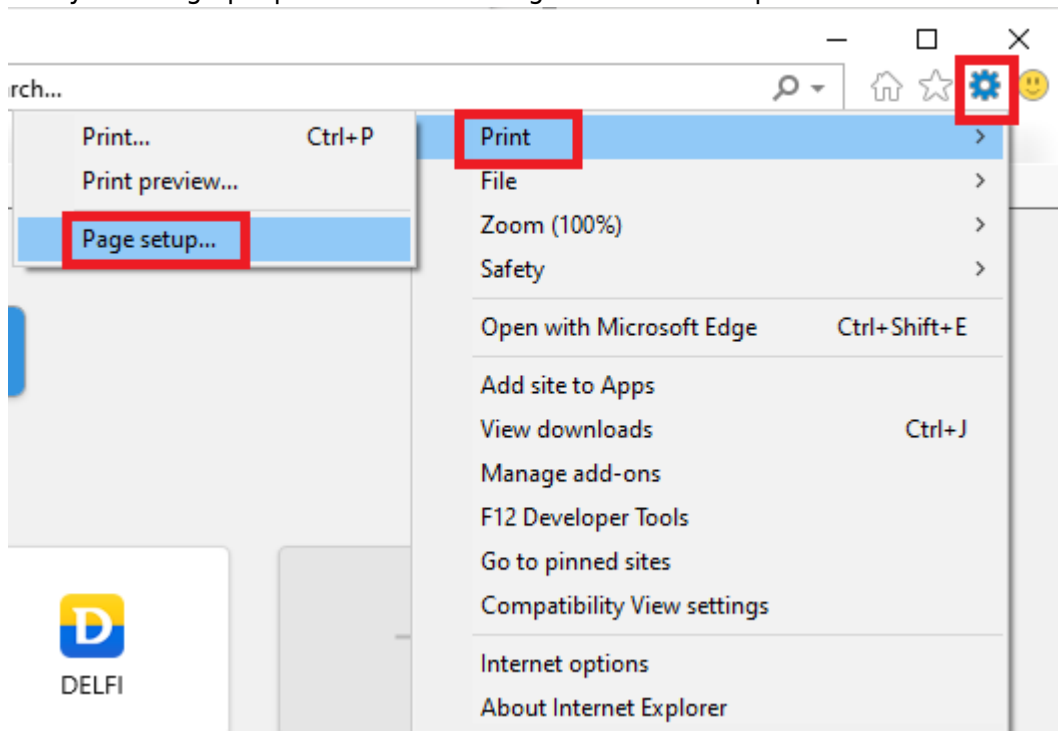 rch...
Print... Ctrl+P
Print preview...
Page setup...
Print
File
Zoom (100%)
Safety
Open with Microsoft Edge Ctrl+Shift+E
Add site to Apps
View downloads Ctrl+J
Manage add-ons
F12 Developer Tools
Go to pinned sites
Compatibility View settings
Internet options
About Internet Explorer
D
DELFI